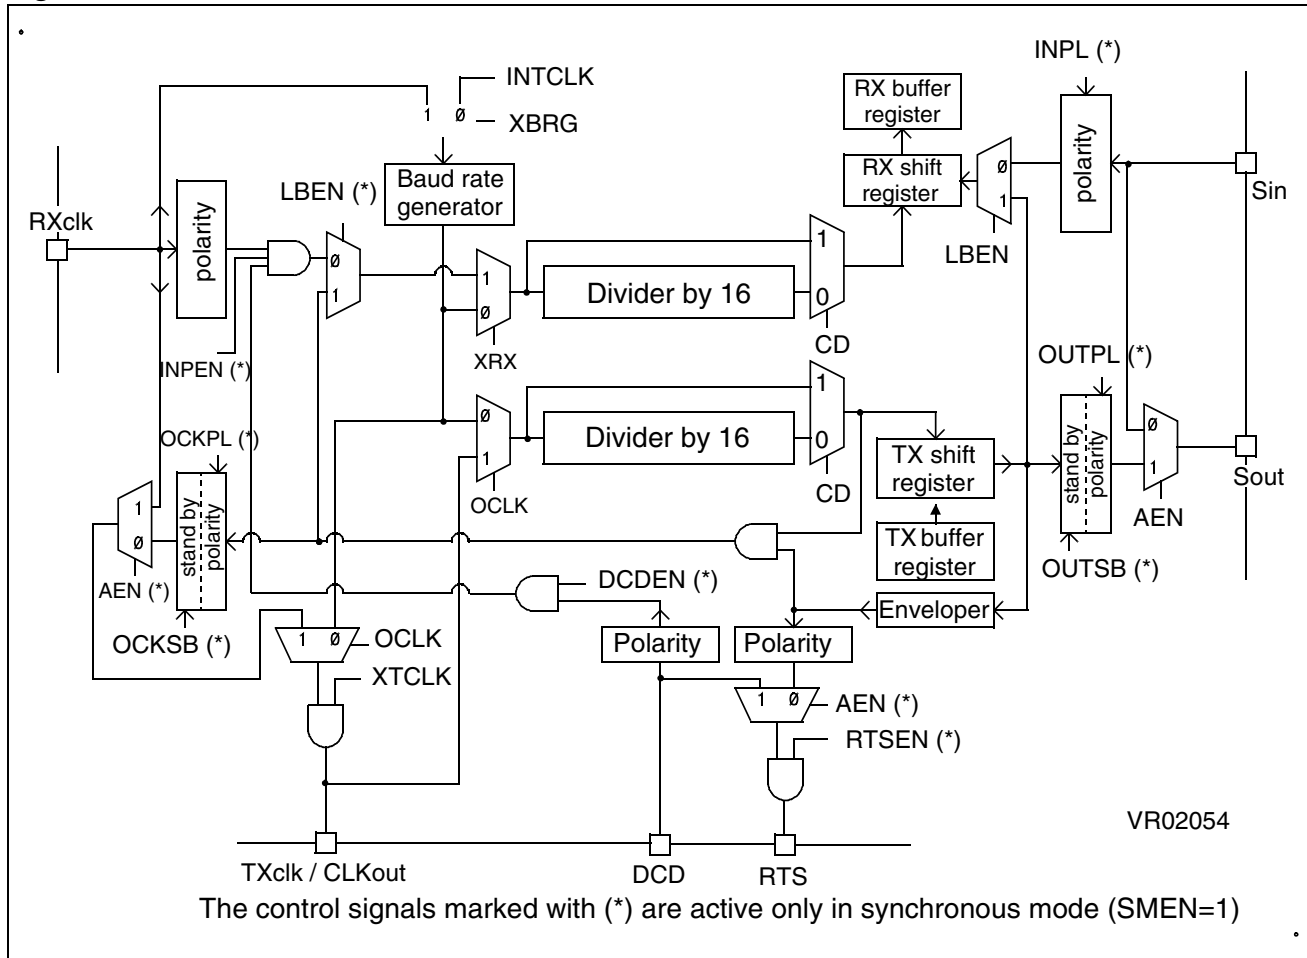 INPL (*)
INTCLK
RX buffer
register
1 Ø
XBRG
polarity
LBEN (*)
Baud rate
generator
RX shift
register
Ø
1
Sin
RXclk
polarity
Ø
1
1
Ø
1
Divider by 16
0
LBEN
INPEN (*)
XRX
CD
OUTPL (*)
OCKPL (*)
Ø
1
1
Divider by 16
0
TX shift
register
stand by
polarity
Ø
1
Sout
1
Ø
stand by
polarity
OCLK
CD
AEN
TX buffer
register
AEN (*)
DCDEN (*)
OUTSB (*)
Enveloper
OCKSB (*)
1 Ø
OCLK
Polarity
Polarity
XTCLK
1 Ø
AEN (*)
RTSEN (*)
VR02054
TXclk / CLKout
DCD
RTS
The control signals marked with (*) are active only in synchronous mode (SMEN=1)